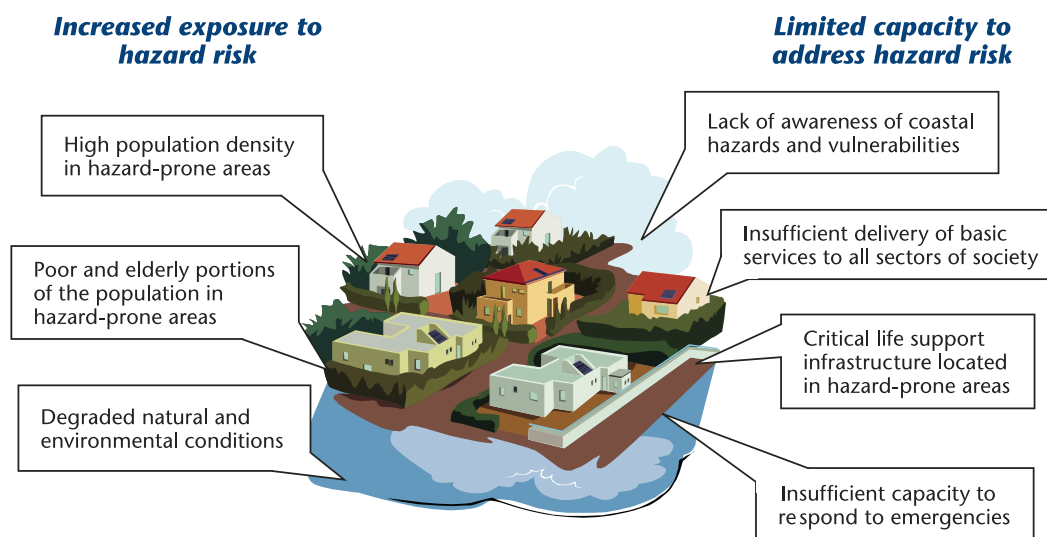 Increased exposure to
hazard risk
High population density
in hazard-prone areas
Poor and elderly portions
of the population in
hazard-prone areas
Degraded natural and
environmental conditions
Limited capacity to
address hazard risk
Lack of awareness of coastal
hazards and vulnerabilities
Insufficient delivery of basic
services to all sectors of society
Critical life support
infrastructure located
in hazard-prone areas
Insufficient capacity to
respond to emergencies